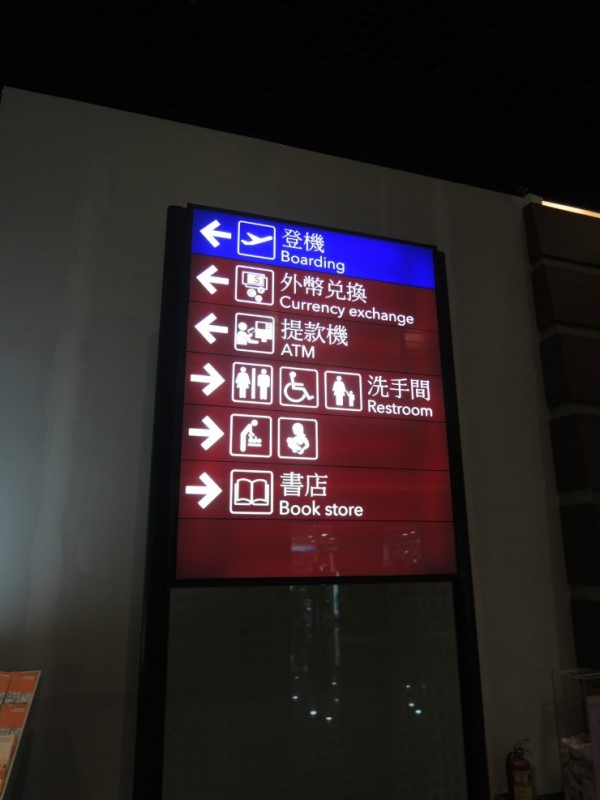 登機
Boarding
外幣兌換
Currency exchange
提款機
ATM
洗手間
Restroom
書店
Book store